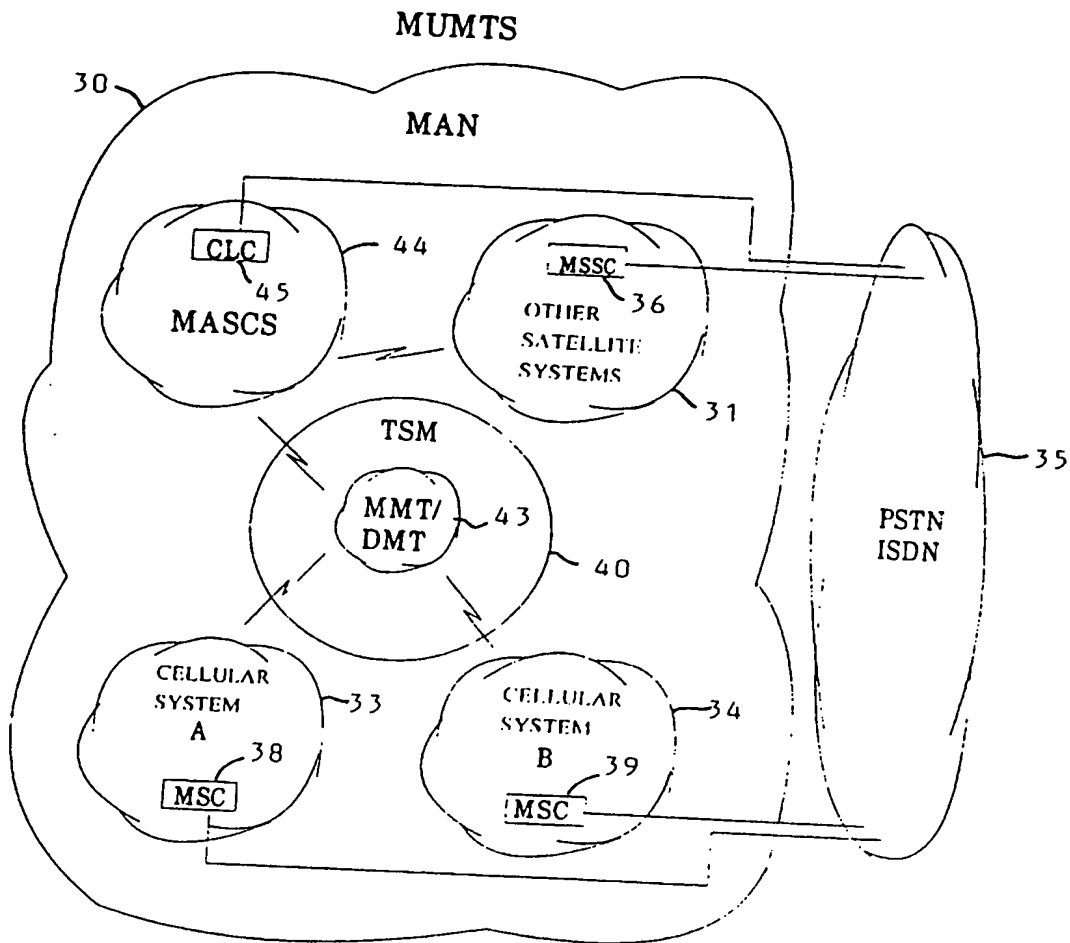 MUMTS
30
MAN
CLC
44
45
MASCS
MSSC
36
OTHER
SATELLITE
SYSTEMS
31
35
TSM
MMT/
DMT
43
40
PSTN
ISDN
CELLULAR
SYSTEM
A
33
38
MSC
CELLULAR
SYSTEM
B
34
39
MSC